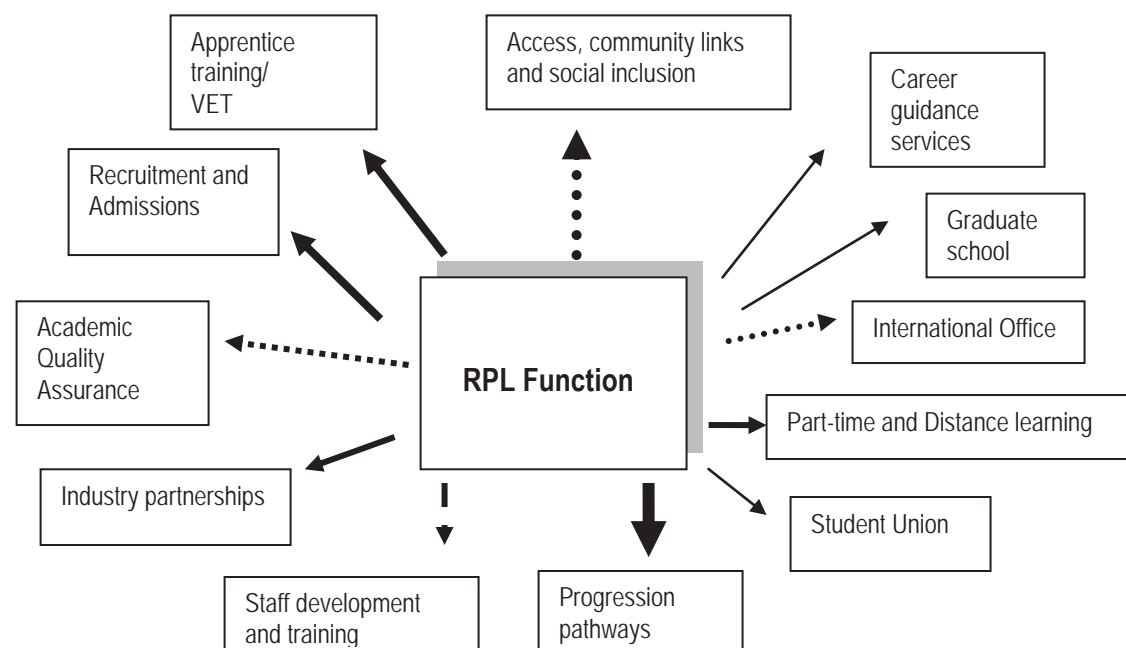 Apprentice
training/
VET
Access, community links
and social inclusion
Career
guidance
services
Recruitment and
Admissions
Graduate
school
Academic
Quality
Assurance
International Office
RPL Function
Part-time and Distance learning
Industry partnerships
Student Union
Staff development
and training
Progression
pathways